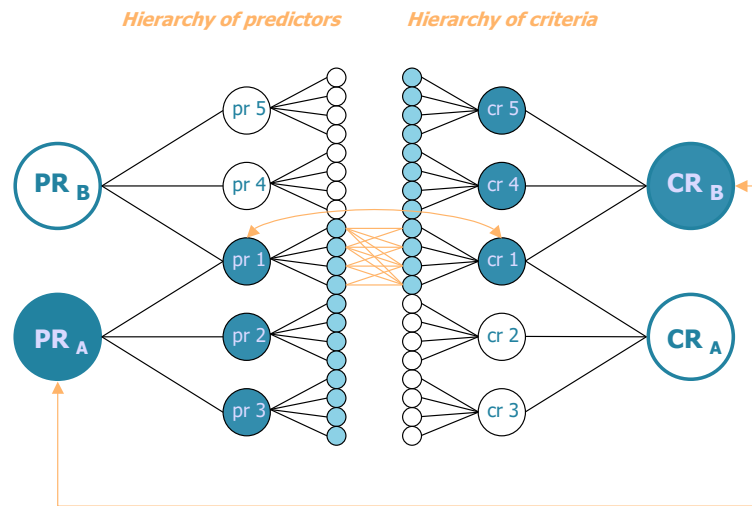 Hierarchy of predictors Hierarchy of criteria
pr 5 cr 5
PR B pr 4 cr 4 CR B
pr 1 cr 1
PR A pr 2 cr 2 CR A
pr 3 cr 3